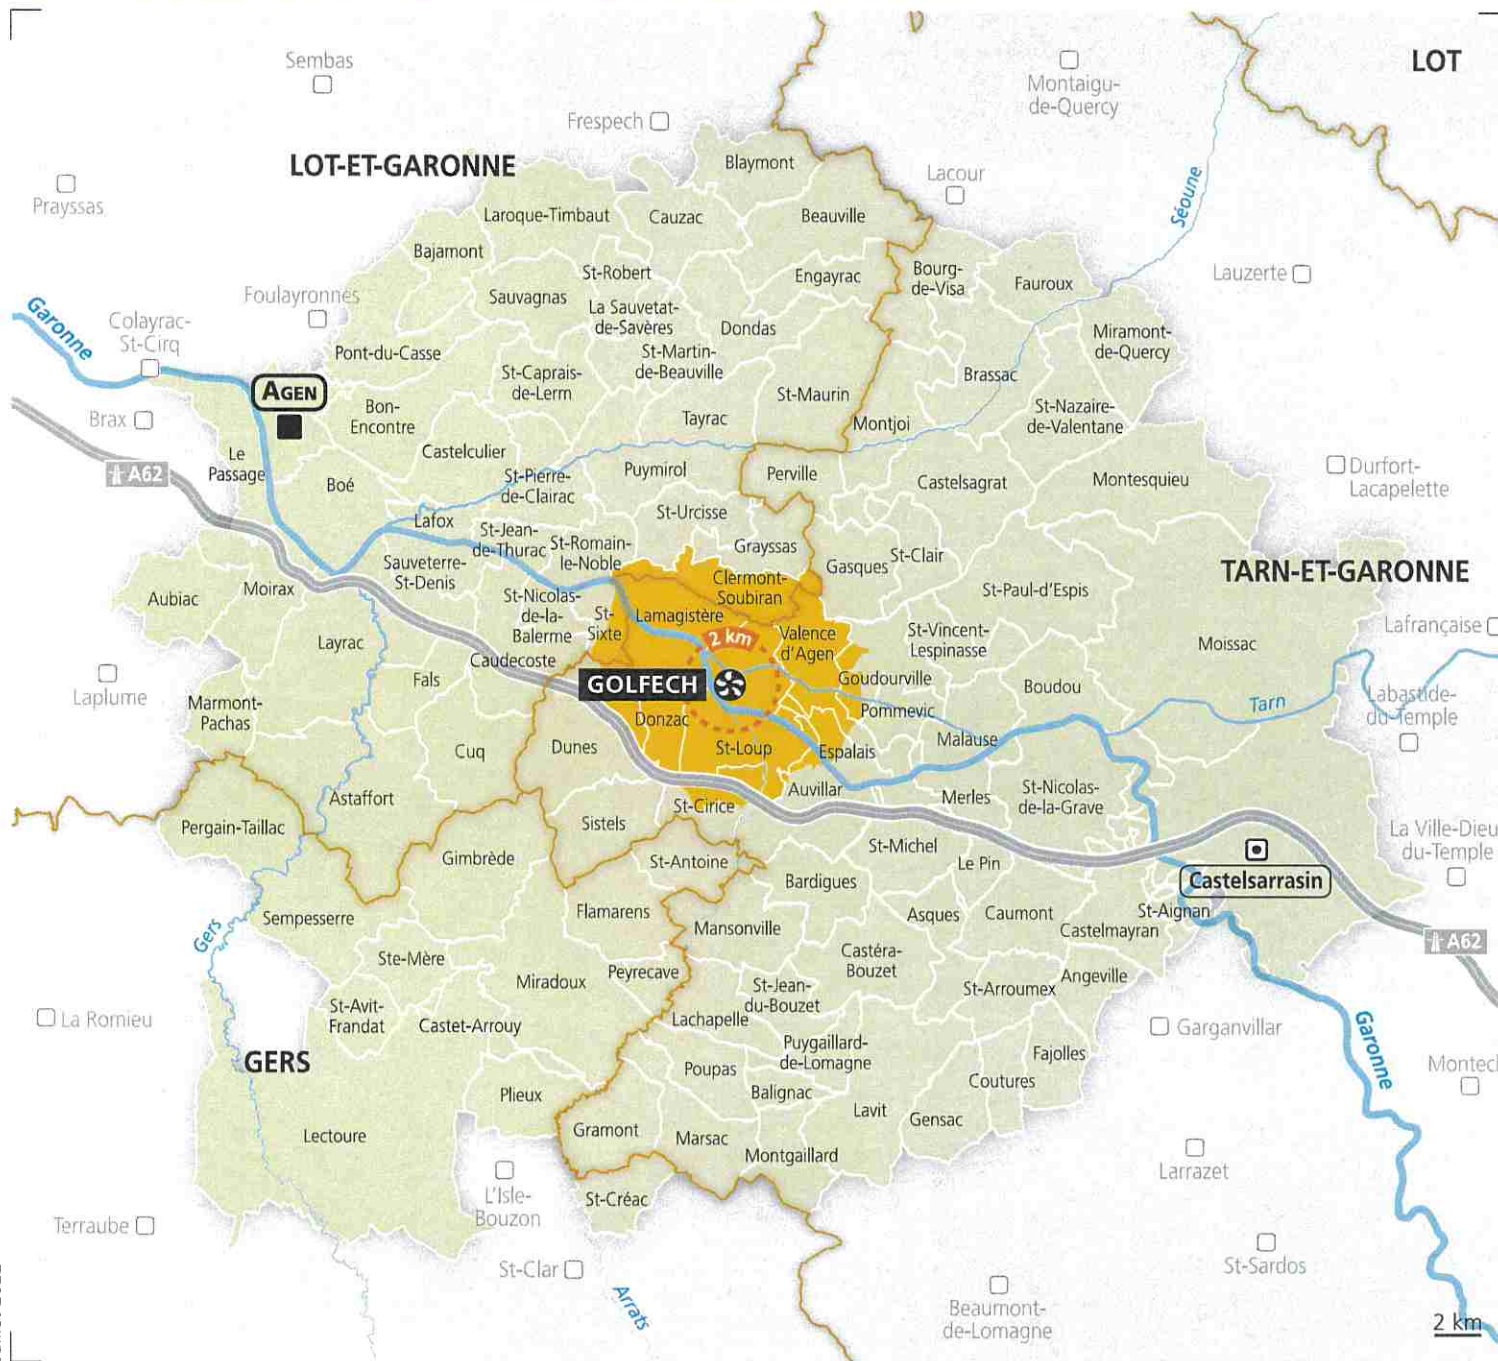 Sembas
LOT
Montaigu-
de-Quercy
Frespech
LOT-ET-GARONNE
Blaymont
Lacour
Prayssas
Séoune
Laroque-Timbaut
Cauzac
Beauville
Bajamont
St-Robert
Engayrac
Bourg-
de-Visa
Fauroux
Lauzerte
Foulayronnes
Sauvagnas
La Sauvetat-
de-Savères
Garonne
Colayrac-
St-Cirq
Dondas
Miramont-
de-Quercy
Pont-du-Casse
St-Martin-
de-Beauville
St-Caprais-
de-Lerm
Brassac
AGEN
St-Maurin
Bon-
Encontre
St-Nazaire-
de-Valentane
Brax
Tayrac
Montjoi
Castelculier
Le
Passage
A62
Boé
St-Pierre-
de-Clairac
Puymirol
Perville
Castelsagrat
Montesquieu
Durfort-
Lacapelette
St-Urcisse
Lafox
St-Jean-
de-Thurac
St-Romain-
le-Noble
Grayssas
Gasques
St-Clair
Sauveterre-
St-Denis
TARN-ET-GARONNE
Clermont-
Soubiran
St-Paul-d'Espis
Moirax
Aubiac
St-Nicolas-
de-la-
Balerme
St-
Sixte
Lamagistère
2 km
Valence
d'Agen
St-Vincent-
Lespinasse
Lafrançaise
Layrac
Moissac
Caudecoste
Fals
GOLFECH
Goudourville
Boudou
Laplume
Marmont-
Pachas
Labastide-
du-Temple
Tarn
Donzac
Pommevic
Malause
Cuq
Dunes
St-Loup
Espalais
Auvillar
Merles
St-Nicolas-
de-la-Grave
Astaffort
St-Cirice
Sistels
Pergain-Taillac
La Ville-Dieu
du-Temple
St-Michel
Gimbrède
St-Antoine
Le Pin
Bardigues
Castelsarrasin
Flamarens
St-Aignan
Sempesserre
Asques
Caumont
Gers
Mansonville
Castelmayran
A62
Castéra-
Bouzet
Ste-Mère
Miradoux
Peyrecave
Angeville
St-Jean-
du-Bouzet
St-Arroumex
St-Avit-
Frandat
Castet-Arrouy
Lachapelle
La Romieu
Garganvillar
Puygaillard-
de-Lomagne
Fajolles
Garonne
GERS
Poupas
Montech
Coutures
Plieux
Balignac
Lavit
Gensac
Lectoure
Gramont
Marsac
Montgaillard
Larrazet
L'Isle-
Bouzon
St-Créac
Terraube
St-Clar
St-Sardos
Arrats
Beaumont-
de-Lomagne
2 km